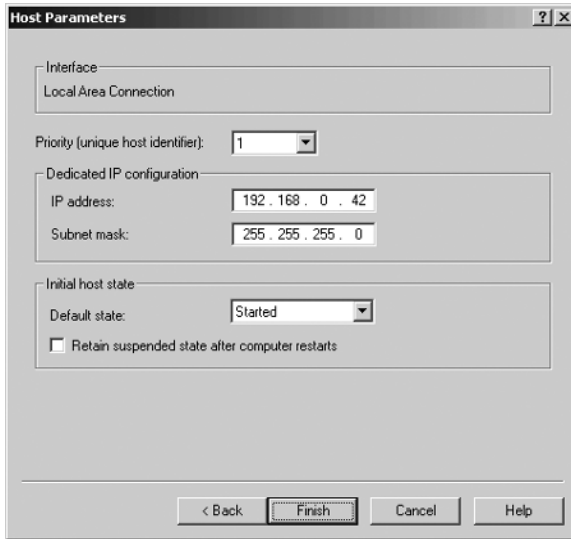 Host Parameters
Interface
Local Area Connection
Priority (unique host identifier): 1
Dedicated IP configuration
IP address: 192 . 168 . 0 . 42
Subnet mask: 255 . 255 . 255 . 0
Initial host state
Default state: Started
Retain suspended state after computer restarts
< Back Finish Cancel Help